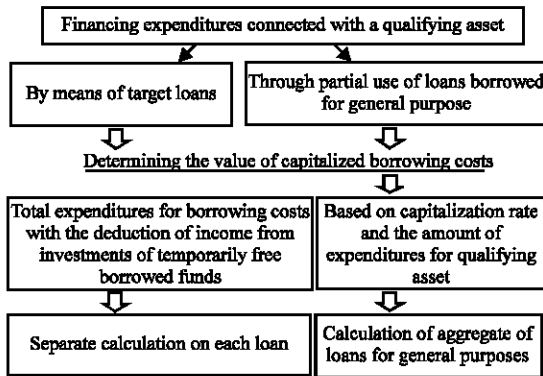 Financing expenditures connected with a qualifying asset
By means of target loans
Through partial use of loans borrowed
for general purpose
Determining the value of capitalized borrowing costs
Total expenditures for borrowing costs
with the deduction of income from
investments of temporarily free
borrowed funds
Based on capitalization rate
and the amount of
expenditures for qualifying
asset
Separate calculation on each loan
Calculation of aggregate of
loans for general purposes